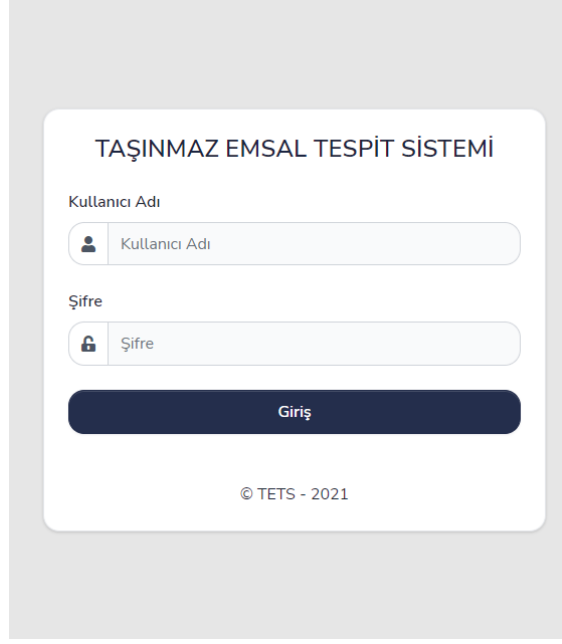 TAŞINMAZ EMSAL TESPİT SİSTEMİ
Kullanıcı Adı
Kullanıcı Adı
Şifre
Şifre
Giriş
© TETS - 2021